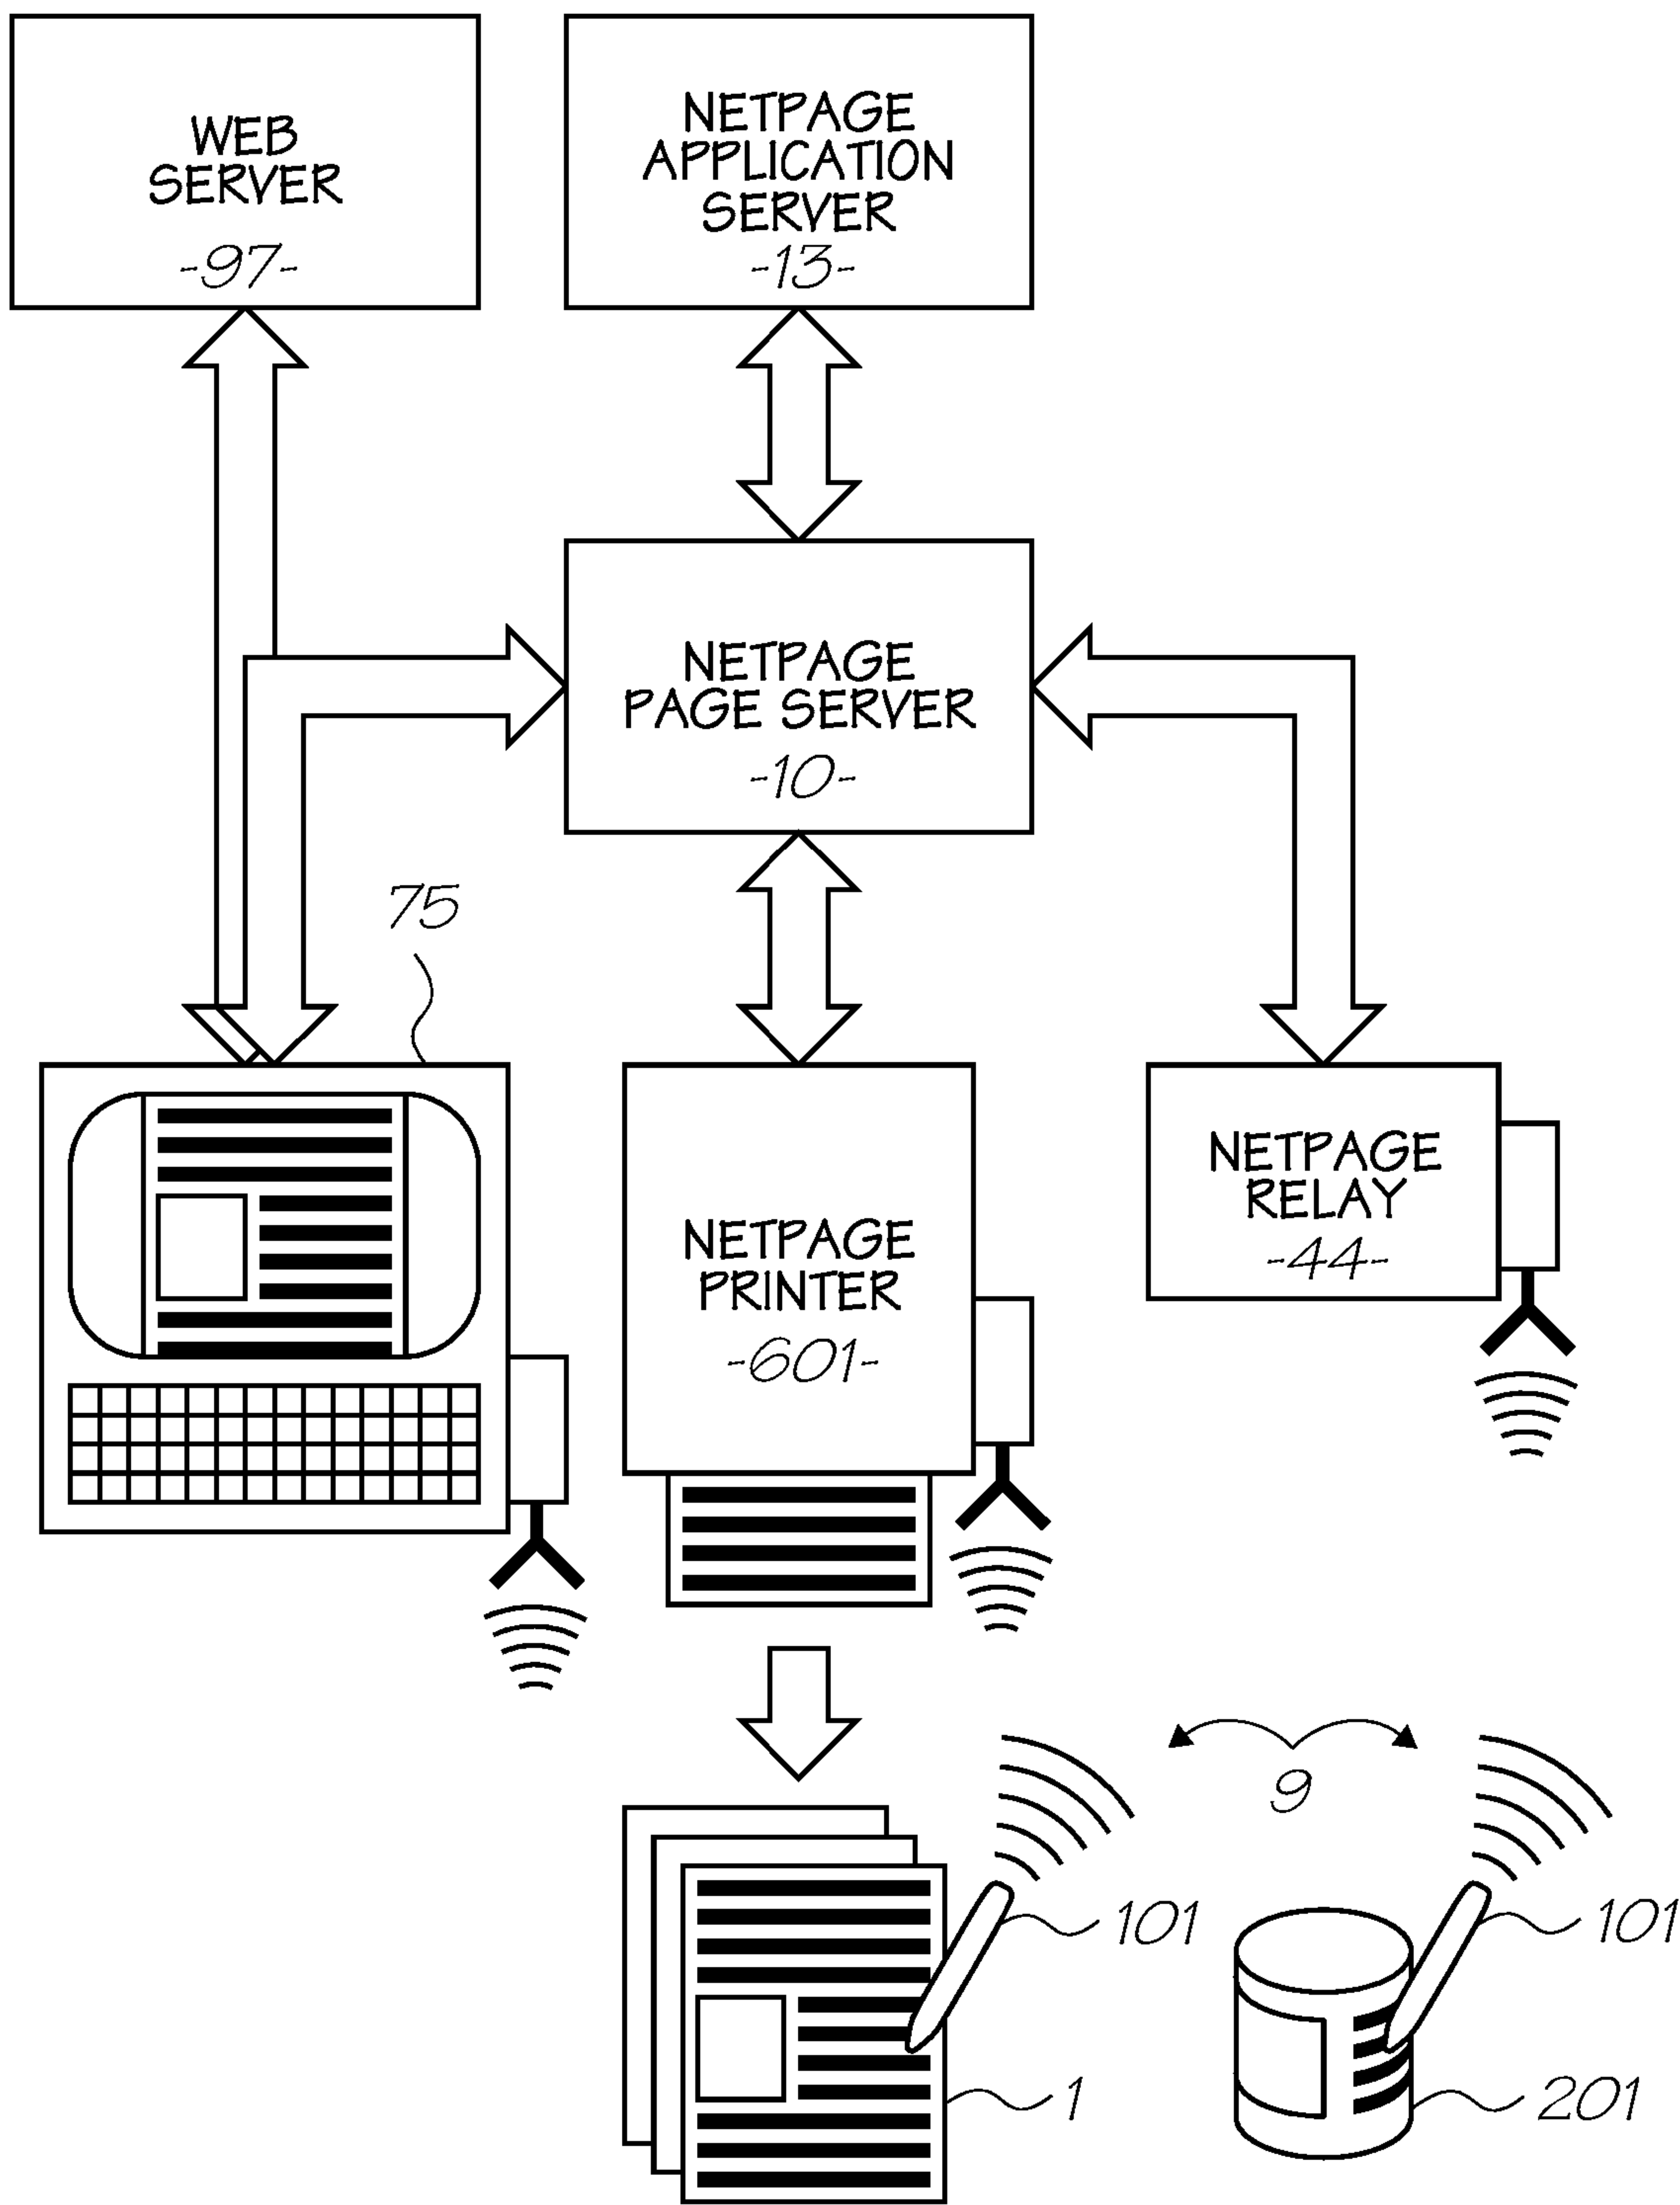 WEB
SERVER
-97-
NETPAGE
APPLICATION
SERVER
-13-
NETPAGE
PAGE SERVER
-10-
75
NETPAGE
PRINTER
-601-
NETPAGE
RELAY
-44-
9
101
101
1
201